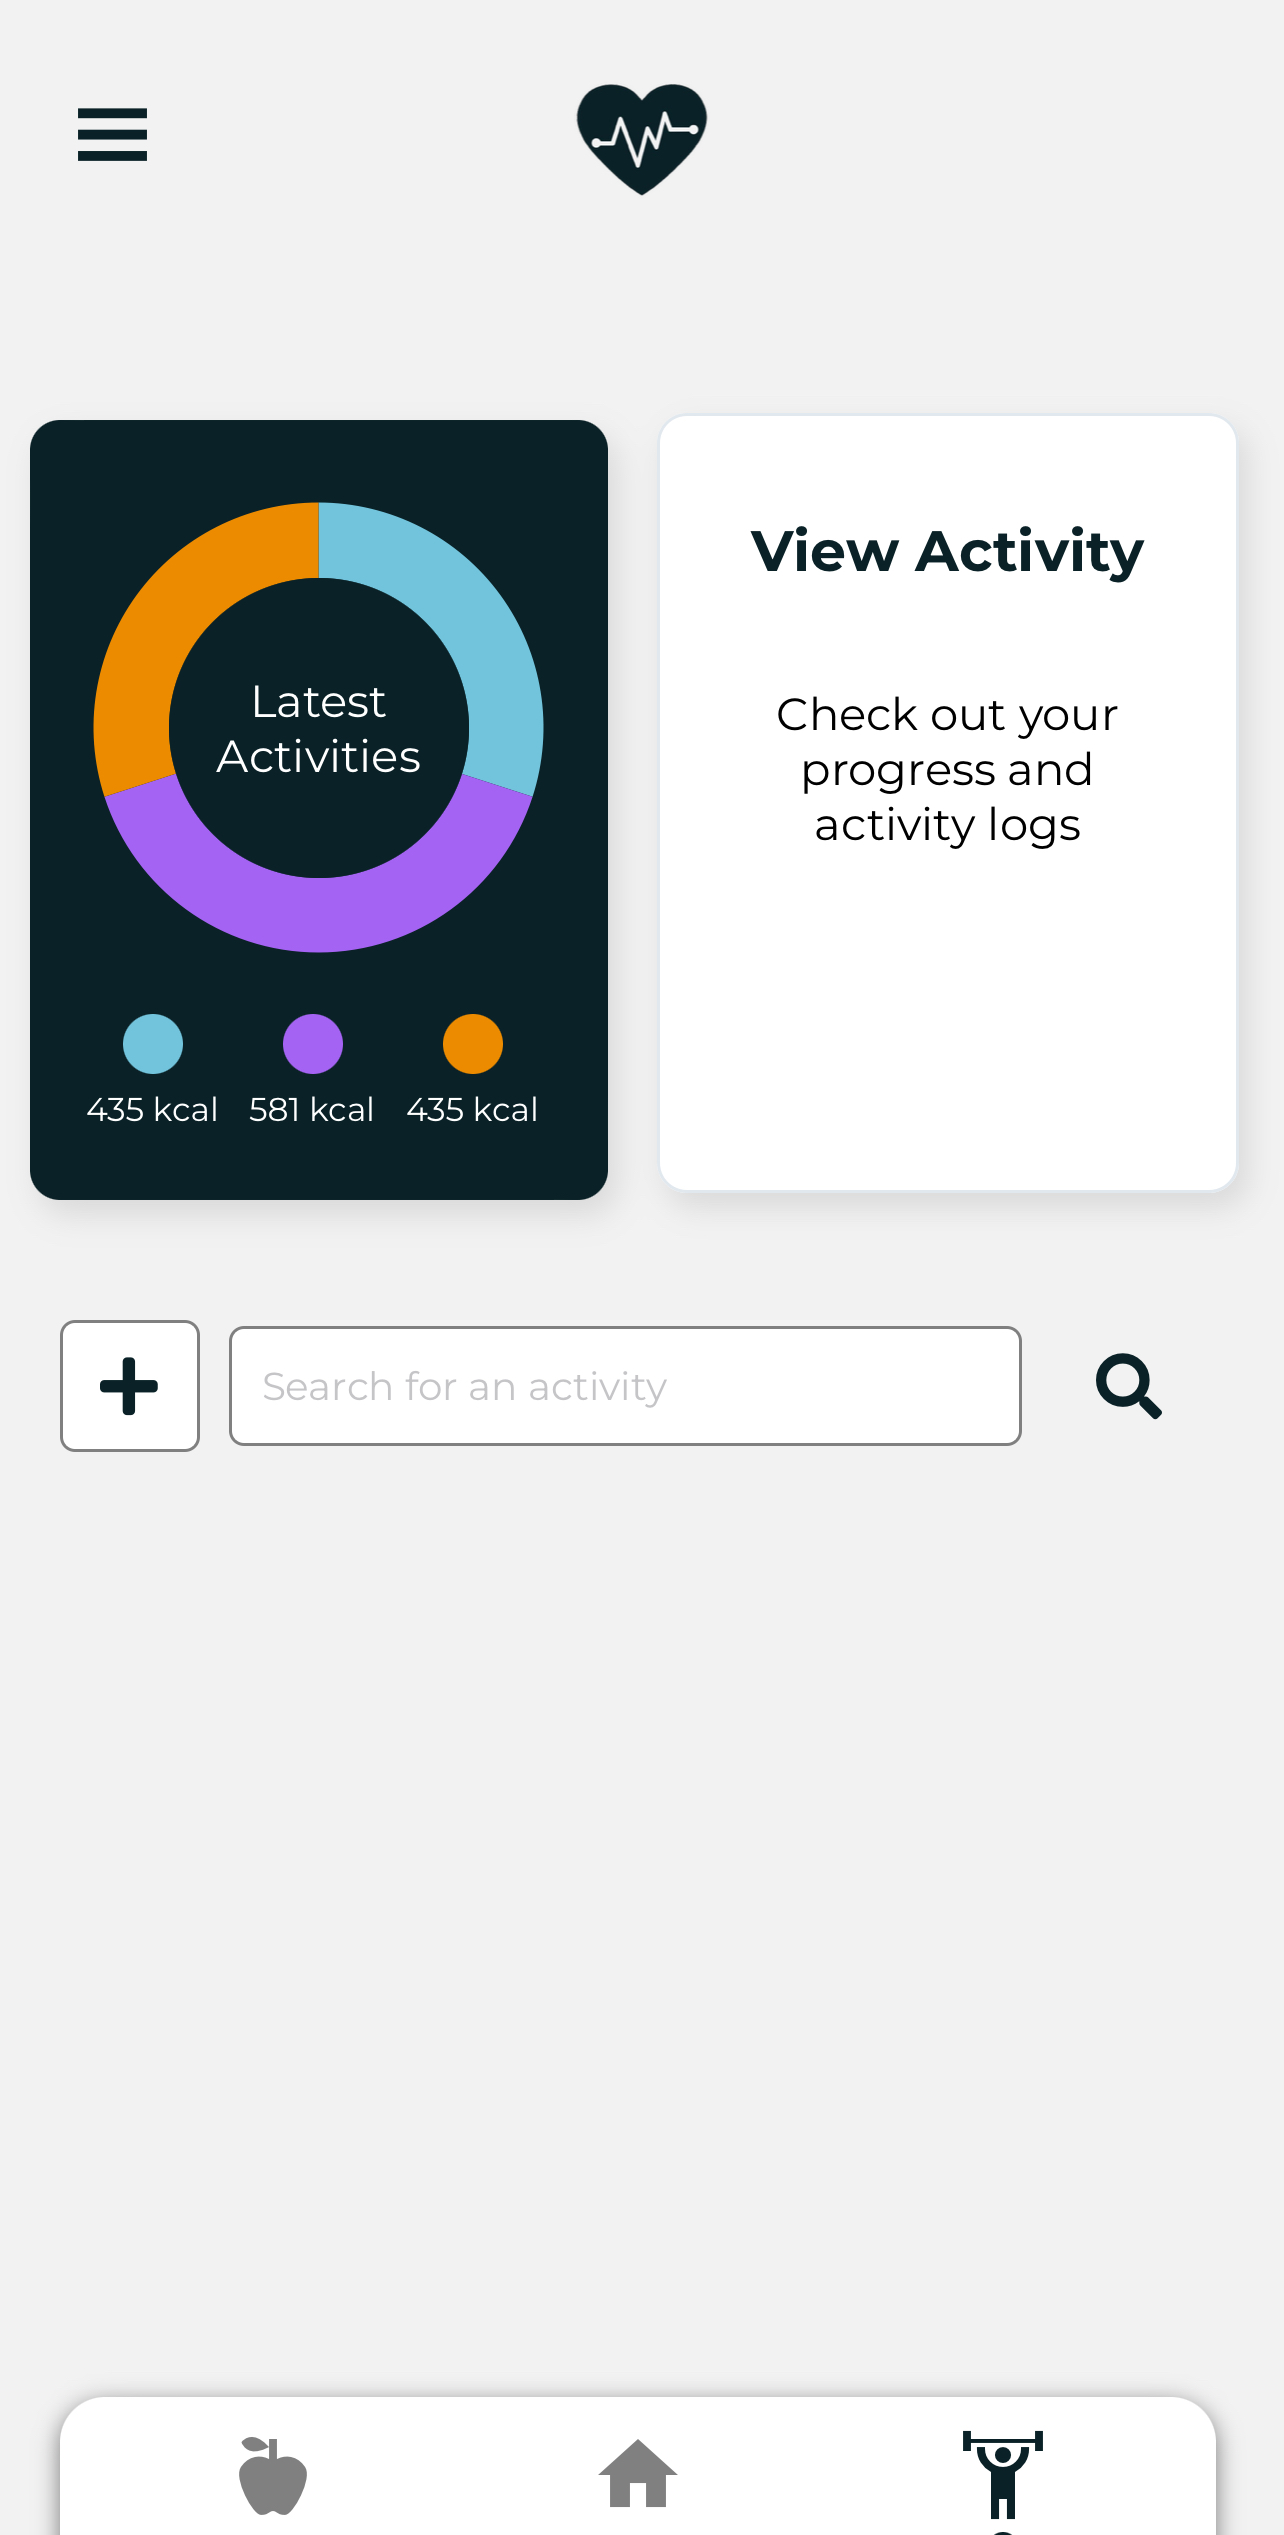 Latest
Activities
435 kcal
581 kcal
435 kcal
View Activity
Check out your
progress and
activity logs
Search for an activity